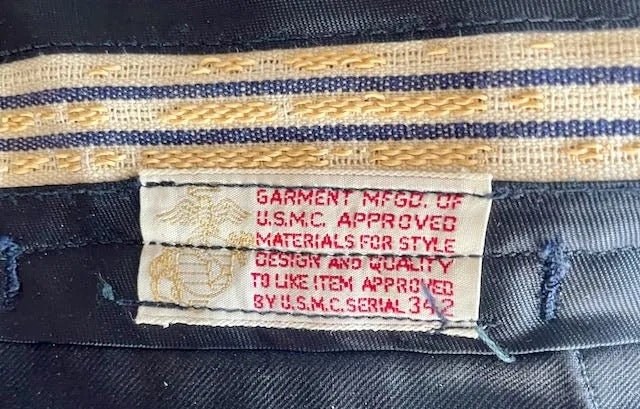 GARMENT MFGD. OF
U.S.M.C. APPROVED
MATERIALS FOR STYLE
DESIGN AND QUALITY
TO LIKE ITEM APPROVED
BY U.S.M.C. SERIAL